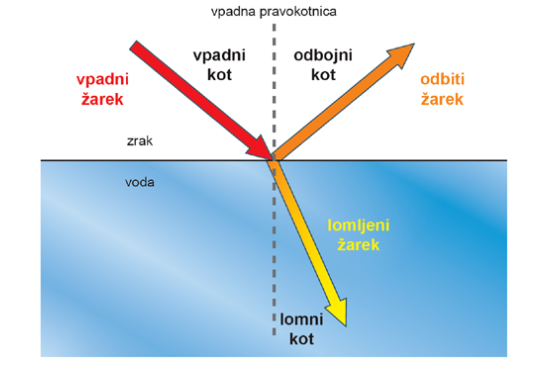 vpadna pravokotnica
vpadni
kot
odbojni
kot
vpadni
žarek
odbiti
žarek
zrak
voda
lomljeni
žarek
lomni
kot